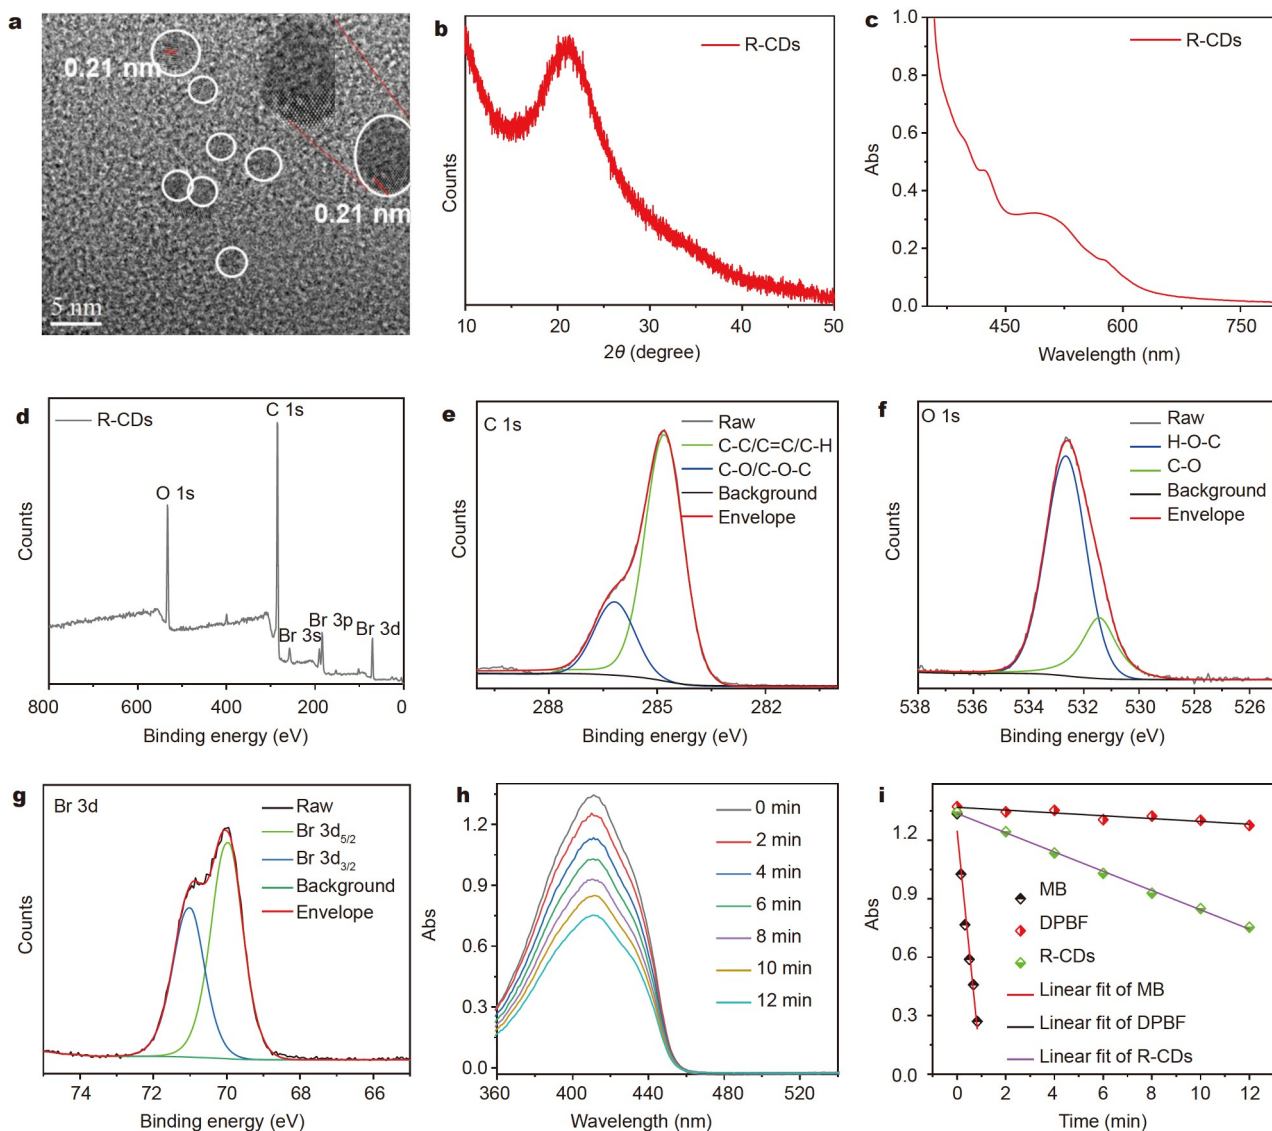 a
0.21 nm
0.21 nm
5 nm
b
R-CDs
Counts
10 20 30 40 50
2θ (degree)
c
R-CDs
Abs
1.0
0.8
0.6
0.4
0.2
0.0
450 600 750
Wavelength (nm)
d
R-CDs
C 1s
O 1s
Br 3s
Br 3p
Br 3d
Counts
800 600 400 200 0
Binding energy (eV)
e
C 1s
Raw
C-C/C=C/C-H
C-O/C-O-C
Background
Envelope
Counts
288 285 282
Binding energy (eV)
f
O 1s
Raw
H-O-C
C-O
Background
Envelope
Counts
538 536 534 532 530 528 526
Binding energy (eV)
g
Br 3d
Raw
Br 3d5/2
Br 3d3/2
Background
Envelope
Counts
72 70 68 66
Binding energy (eV)
h
0 min
2 min
4 min
6 min
8 min
10 min
12 min
Abs
1.2
0.9
0.6
0.3
0.0
360 400 440 480 520
Wavelength (nm)
i
MB
DPBF
R-CDs
Linear fit of MB
Linear fit of DPBF
Linear fit of R-CDs
Abs
1.2
0.9
0.6
0.3
0.0
0 2 4 6 8 10 12
Time (min)